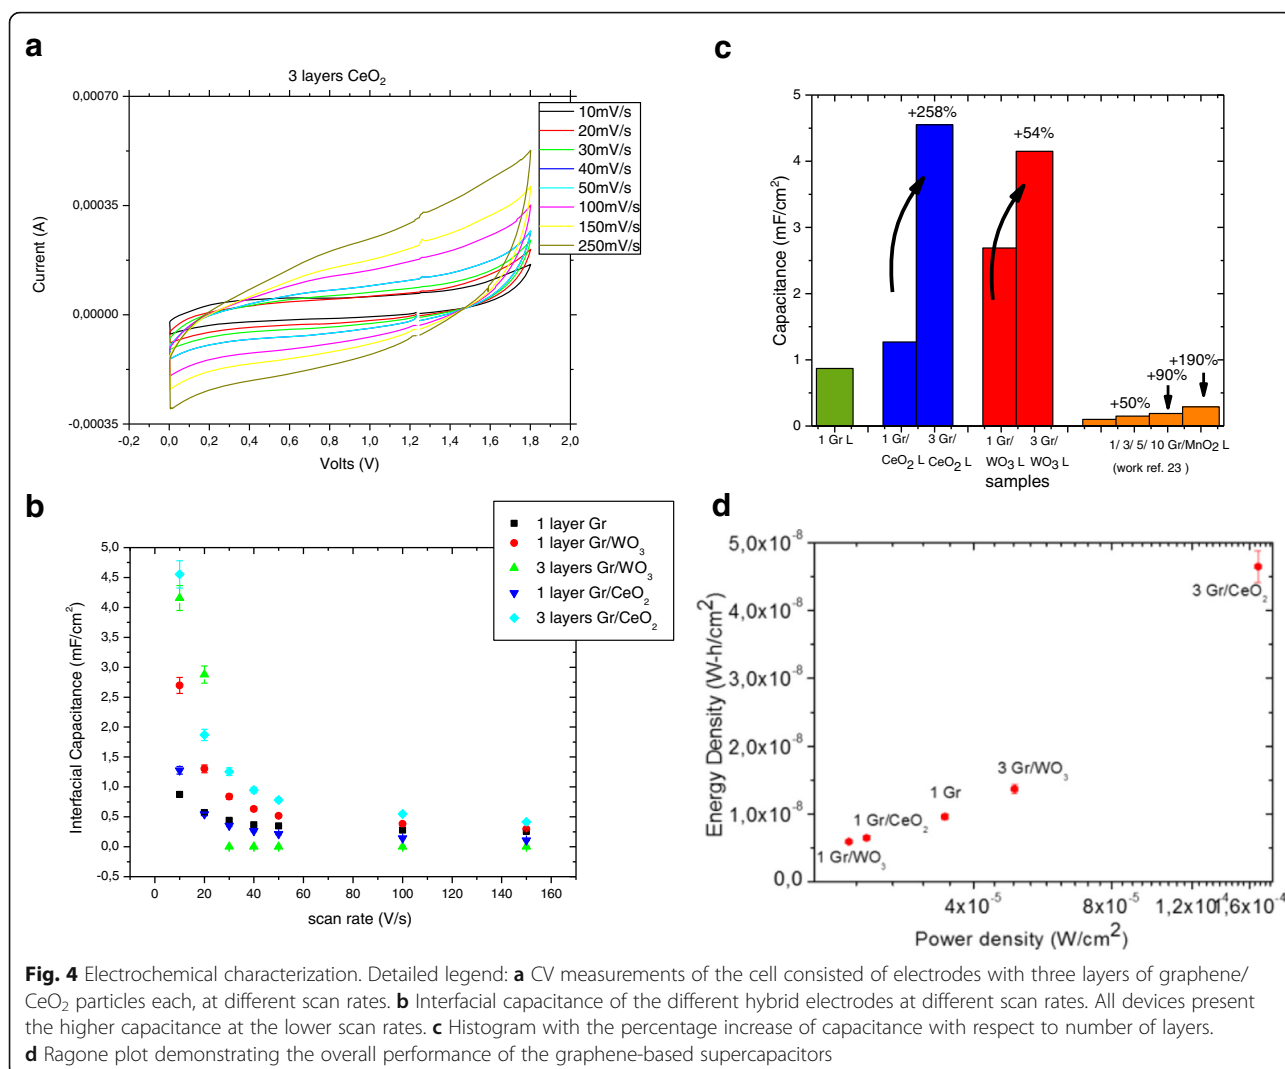 a
3 layers CeO2
0,00070
0,00035
0,00000
-0,00035
Current (A)
-0,2 0,0 0,2 0,4 0,6 0,8 1,0 1,2 1,4 1,6 1,8 2,0
Volts (V)
10mV/s
20mV/s
30mV/s
40mV/s
50mV/s
100mV/s
150mV/s
250mV/s
c
5
4
3
2
1
0
Capacitance (mF/cm2)
+258%
+54%
+190%
+90%
+50%
1 Gr L
1 Gr/ CeO2 L
3 Gr/ CeO2 L
1 Gr/ WO3 L
3 Gr/ WO3 L
1/ 3/ 5/ 10 Gr/MnO2 L
(work ref. 23 )
samples
b
1 layer Gr
1 layer Gr/WO3
3 layers Gr/WO3
1 layer Gr/CeO2
3 layers Gr/CeO2
5,0
4,5
4,0
3,5
3,0
2,5
2,0
1,5
1,0
0,5
0,0
-0,5
Interfacial Capacitance (mF/cm2)
0 20 40 60 80 100 120 140 160
scan rate (V/s)
d
5,0x10-8
4,0x10-8
3,0x10-8
2,0x10-8
1,0x10-8
0,0
Energy Density (W-h/cm2)
3 Gr/CeO2
3 Gr/WO3
1 Gr
1 Gr/CeO2
1 Gr/WO3
4x10-5 8x10-5 1,2x10-4 1,6x10-4
Power density (W/cm2)
Fig. 4 Electrochemical characterization. Detailed legend: a CV measurements of the cell consisted of electrodes with three layers of graphene/
CeO2 particles each, at different scan rates. b Interfacial capacitance of the different hybrid electrodes at different scan rates. All devices present
the higher capacitance at the lower scan rates. c Histogram with the percentage increase of capacitance with respect to number of layers.
d Ragone plot demonstrating the overall performance of the graphene-based supercapacitors